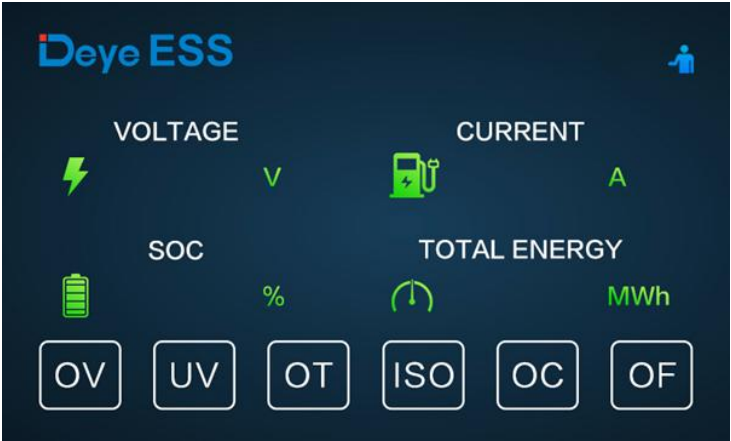 Deye ESS
VOLTAGE CURRENT
V A
SOC TOTAL ENERGY
% MWh
OV UV OT ISO OC OF